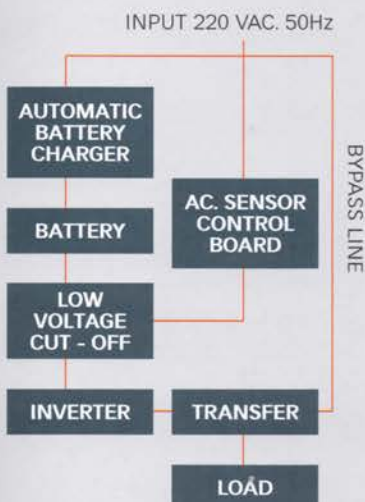 INPUT 220 VAC. 50Hz
AUTOMATIC
BATTERY
CHARGER
BYPASS LINE
AC. SENSOR
CONTROL
BOARD
BATTERY
LOW
VOLTAGE
CUT - OFF
INVERTER
TRANSFER
LOAD